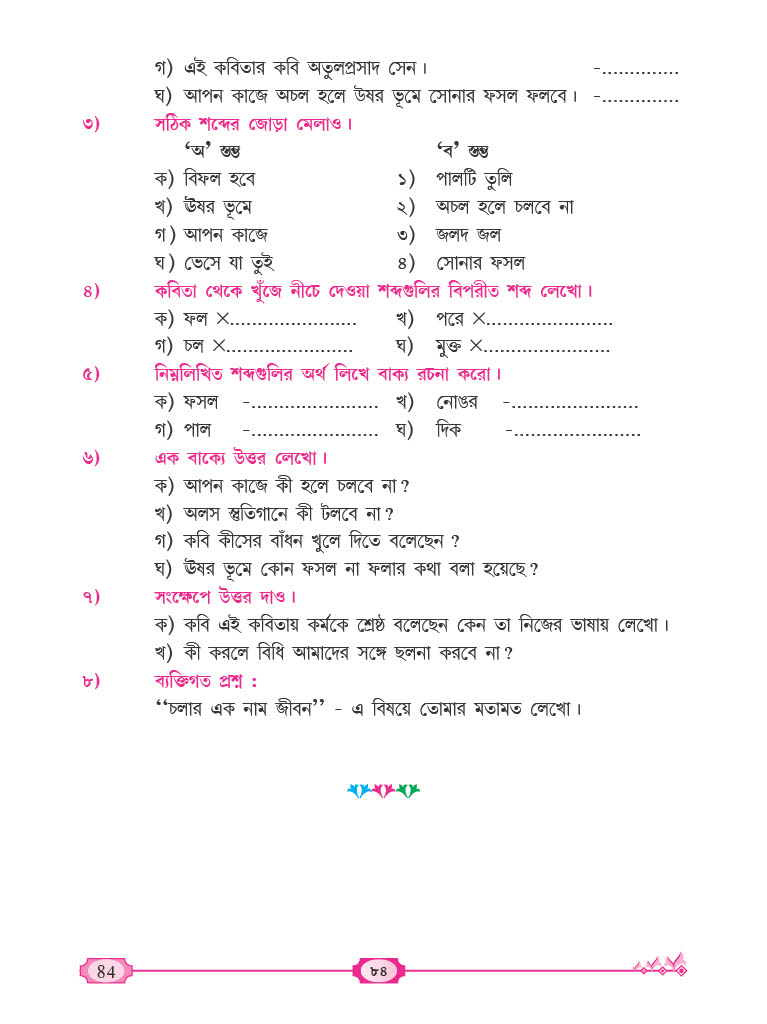 গ) এই কবিতার কবি অতুলপ্রসাদ সেন। -..............
ঘ) আপন কাজে অচল হলে উষর ভূমে সোনার ফসল ফলবে। -..............
৩) সঠিক শব্দের জোড়া মেলাও।
‘অ’ স্তম্ভ ‘ব’ স্তম্ভ
ক) বিফল হবে ১) পালটি তুলি
খ) ঊষর ভূমে ২) অচল হলে চলবে না
গ) আপন কাজে ৩) জলদ জল
ঘ) ভেসে যা তুই ৪) সোনার ফসল
৪) কবিতা থেকে খুঁজে নীচে দেওয়া শব্দগুলির বিপরীত শব্দ লেখো।
ক) ফল ×....................... খ) পরে ×.......................
গ) চল ×....................... ঘ) মুক্ত ×.......................
৫) নিম্নলিখিত শব্দগুলির অর্থ লিখে বাক্য রচনা করো।
ক) ফসল -....................... খ) নোঙর -.......................
গ) পাল -....................... ঘ) দিক -.......................
৬) এক বাক্যে উত্তর লেখো।
ক) আপন কাজে কী হলে চলবে না?
খ) অলস স্তুতিগানে কী টলবে না?
গ) কবি কীসের বাঁধন খুলে দিতে বলেছেন ?
ঘ) ঊষর ভূমে কোন ফসল না ফলার কথা বলা হয়েছে?
৭) সংক্ষেপে উত্তর দাও।
ক) কবি এই কবিতায় কর্মকে শ্রেষ্ঠ বলেছেন কেন তা নিজের ভাষায় লেখো।
খ) কী করলে বিধি আমাদের সঙ্গে ছলনা করবে না?
৮) ব্যক্তিগত প্রশ্ন :
‘‘চলার এক নাম জীবন’’ - এ বিষয়ে তোমার মতামত লেখো।
84 ৮৪